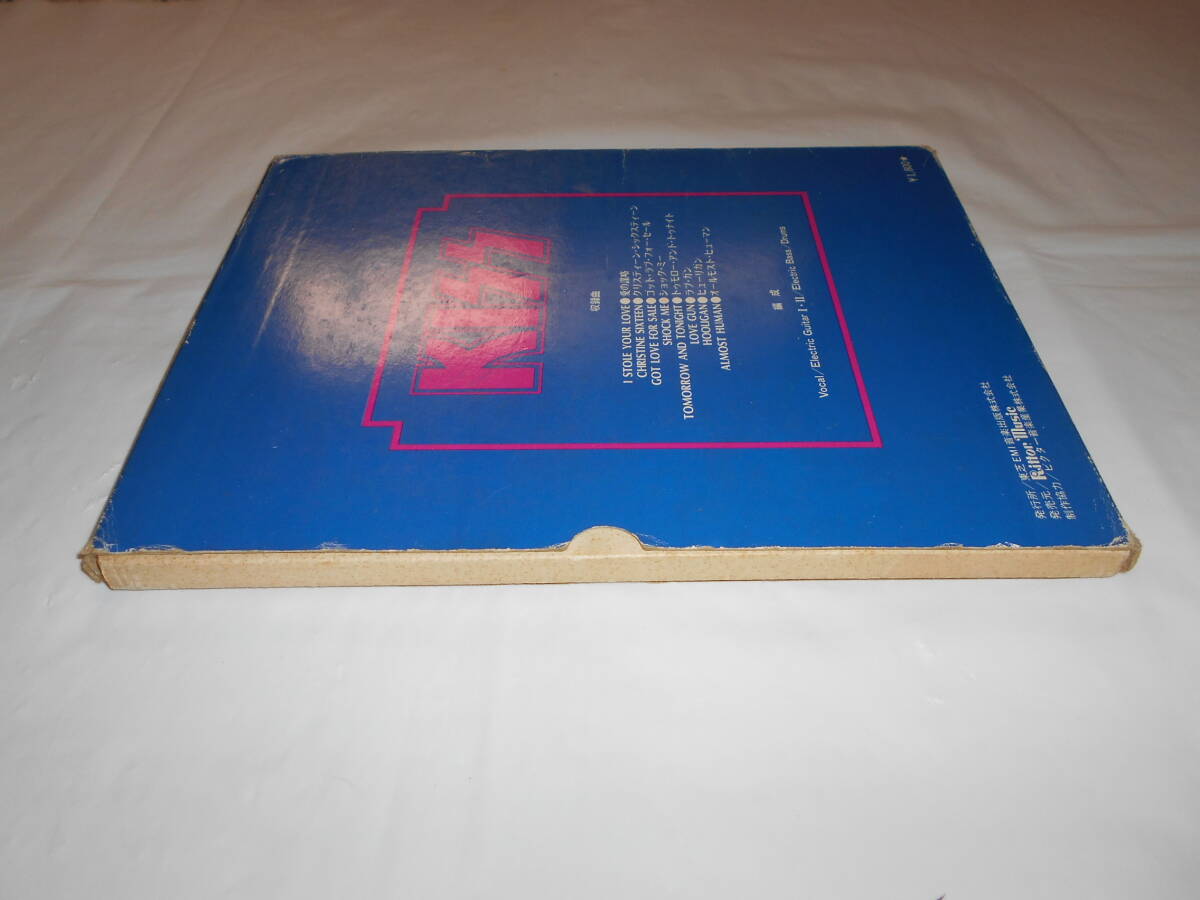 KISS
収録曲
I STOLE YOUR LOVE●愛の謀略
CHRISTINE SIXTEEN●クリスティーン・シックスティーン
GOT LOVE FOR SALE●ゴット・ラブ・フォー・セール
SHOCK ME●ショック・ミー
TOMORROW AND TONIGHT●トゥモロー・アンド・トゥナイト
LOVE GUN●ラブ・ガン
HOOLIGAN●ヒューリガン
ALMOST HUMAN●オールモスト・ヒューマン
編成
Vocal/Electric Guitar I・II/Electric Bass/Drums
¥1,800
発行所/東芝EMI音楽出版株式会社
発売元/Rittor Music
制作協力/ビクター音楽産業株式会社